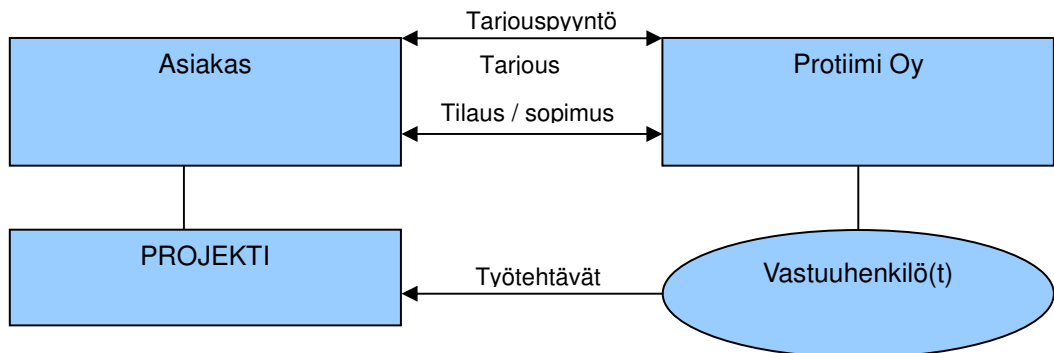 Tarjouspyyntö
Asiakas
Protiimi Oy
Tarjous
Tilaus / sopimus
PROJEKTI
Työtehtävät
Vastuuhenkilö(t)